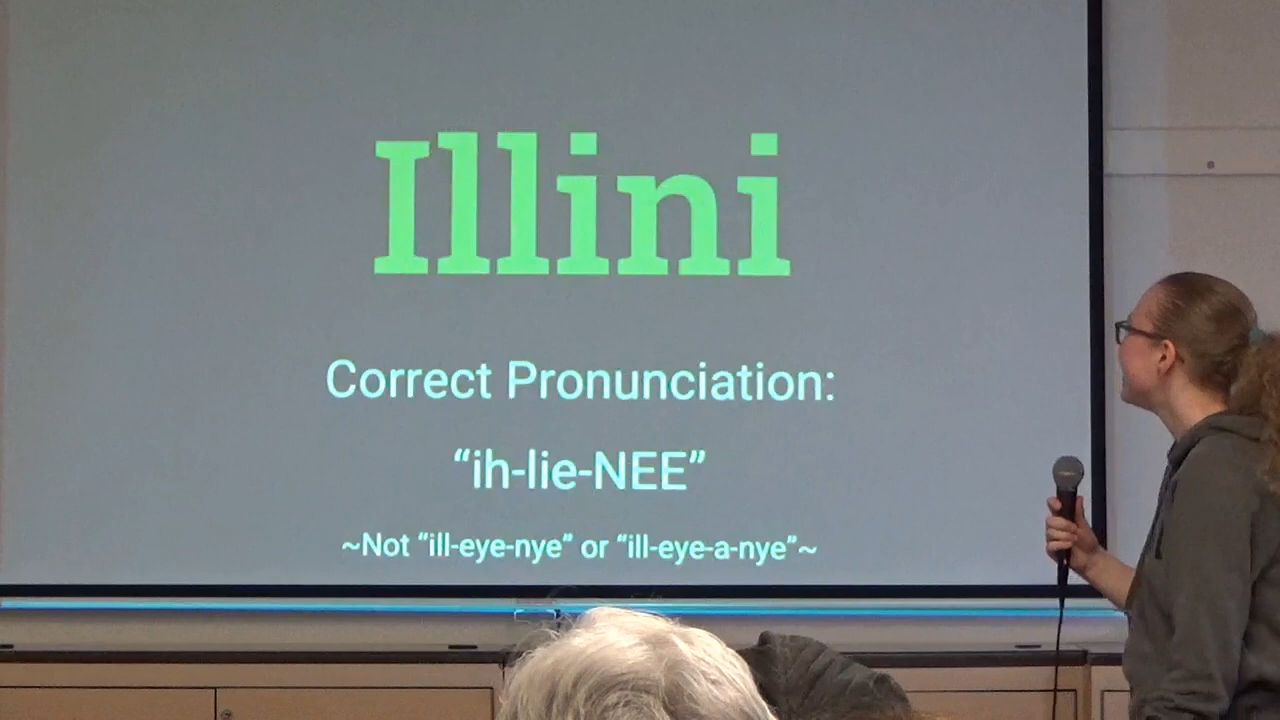 Illini
Correct Pronunciation:
“ih-lie-NEE”
~Not “ill-eye-nye” or “ill-eye-a-nye”~